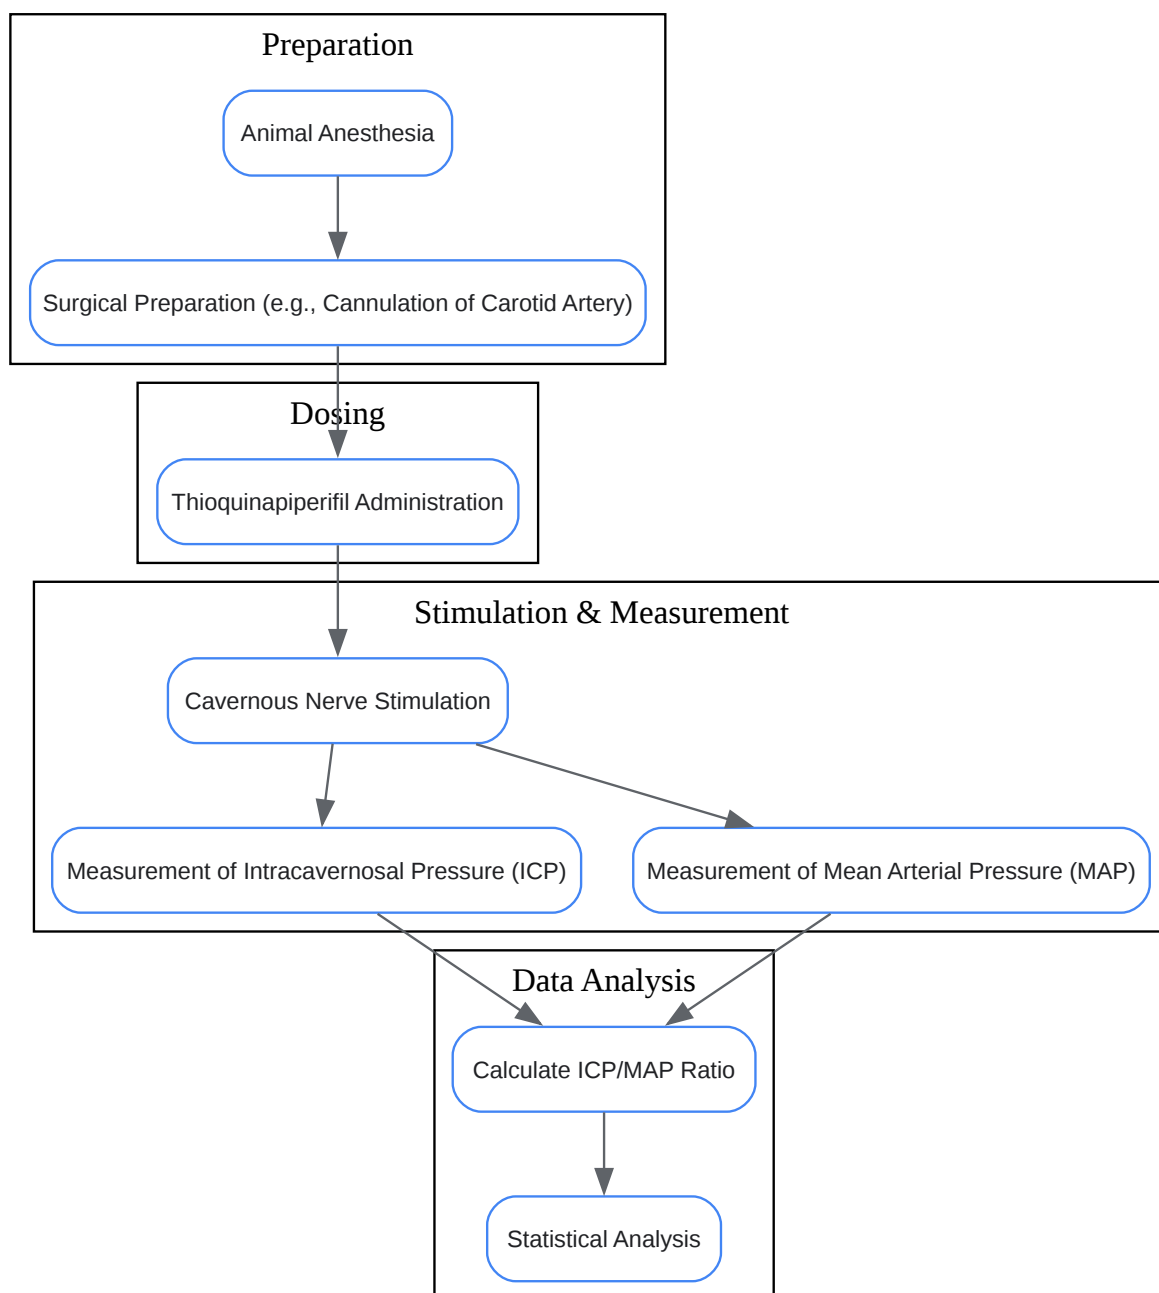 Preparation
Animal Anesthesia
Surgical Preparation (e.g., Cannulation of Carotid Artery)
Dosing
Thioquinapiperifil Administration
Stimulation & Measurement
Cavernous Nerve Stimulation
Measurement of Intracavernosal Pressure (ICP)
Measurement of Mean Arterial Pressure (MAP)
Data Analysis
Calculate ICP/MAP Ratio
Statistical Analysis